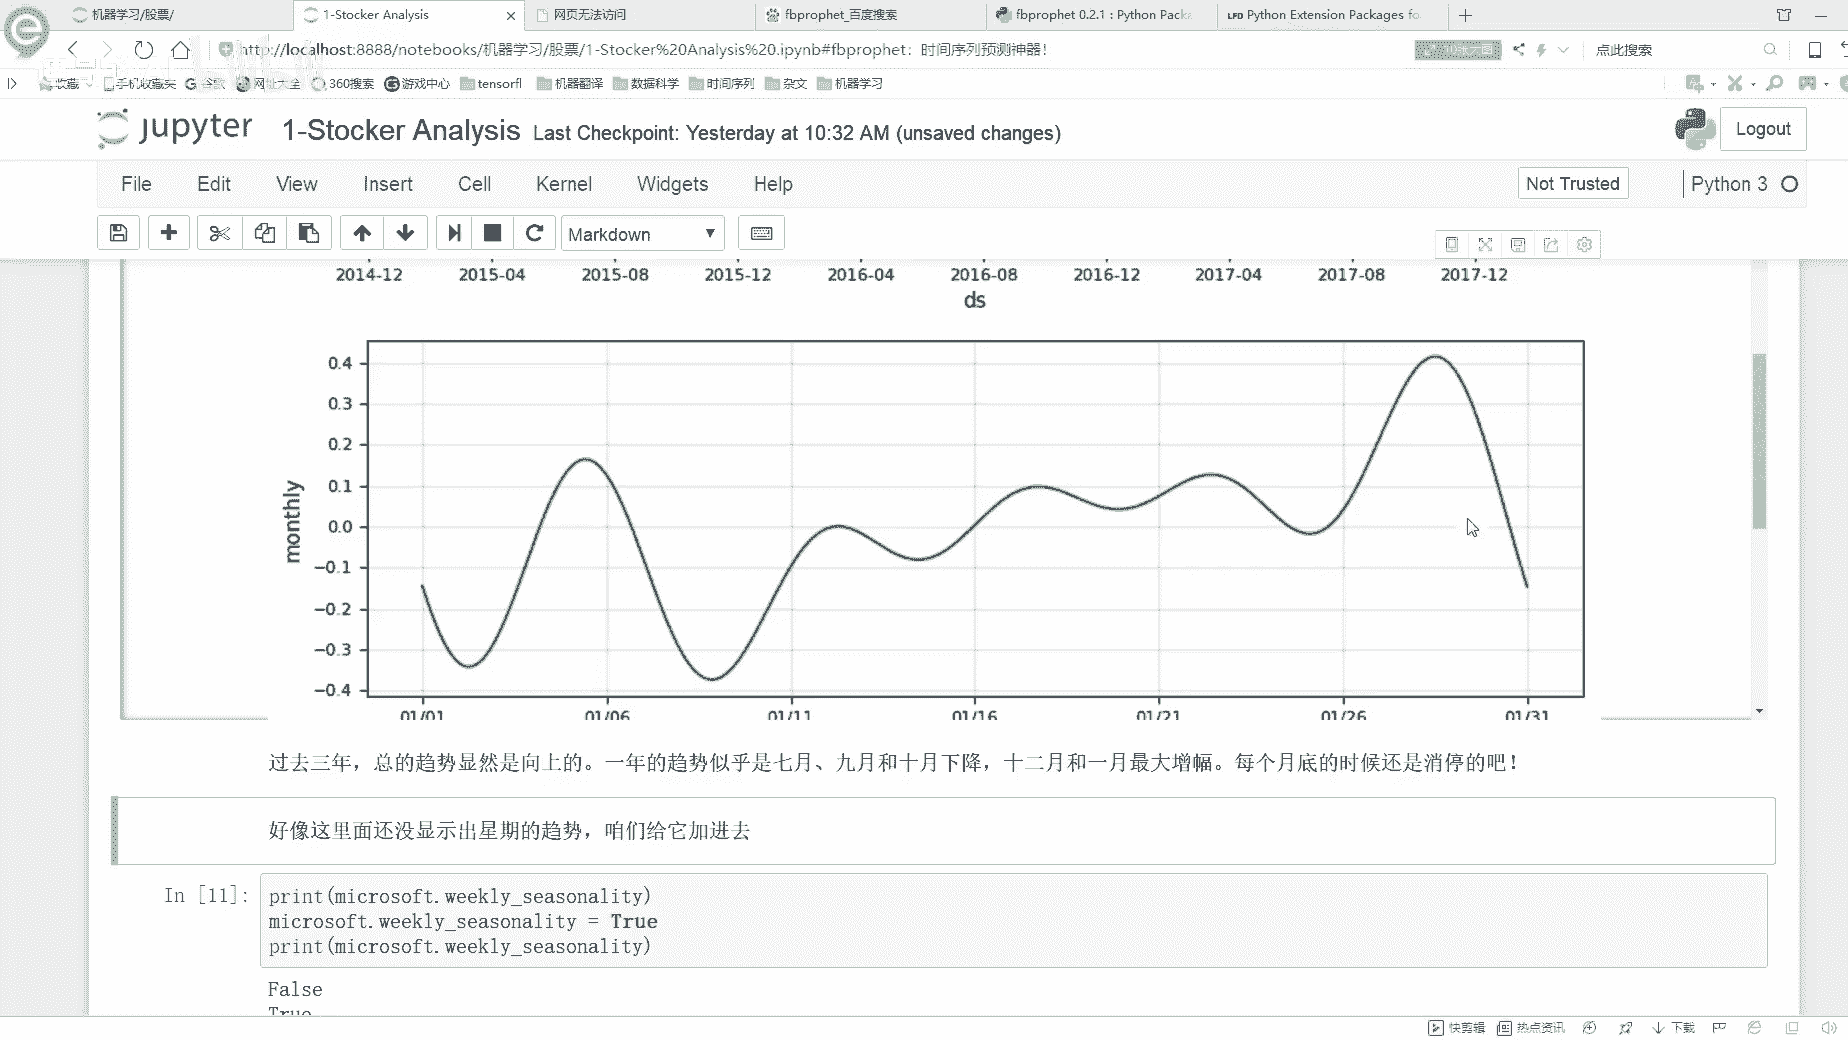 机器学习/股票/
1-Stocker Analysis
网页无法访问
fbprophet_百度搜索
fbprophet 0.2.1 : Python Packa
LFD Python Extension Packages fo
http://localhost:8888/notebooks/机器学习/股票/1-Stocker%20Analysis%20.ipynb#fbprophet：时间序列预测神器!
点此搜索
收藏 手机收藏夹 谷歌 网址大全 360搜索 游戏中心 tensorfl 机器翻译 数据科学 时间序列 杂文 机器学习
jupyter 1-Stocker Analysis Last Checkpoint: Yesterday at 10:32 AM (unsaved changes)
Logout
File Edit View Insert Cell Kernel Widgets Help
Not Trusted
Python 3
Markdown
2014-12 2015-04 2015-08 2015-12 2016-04 2016-08 2016-12 2017-04 2017-08 2017-12
ds
0.4
0.3
0.2
0.1
0.0
−0.1
−0.2
−0.3
−0.4
monthly
01/01 01/06 01/11 01/16 01/21 01/26 01/31
过去三年，总的趋势显然是向上的。一年的趋势似乎是七月、九月和十月下降，十二月和一月最大增幅。每个月底的时候还是消停的吧！
好像这里面还没显示出星期的趋势，咱们给它加进去
In [11]:
print(microsoft.weekly_seasonality)
microsoft.weekly_seasonality = True
print(microsoft.weekly_seasonality)
False
True
快剪辑 热点资讯 下载